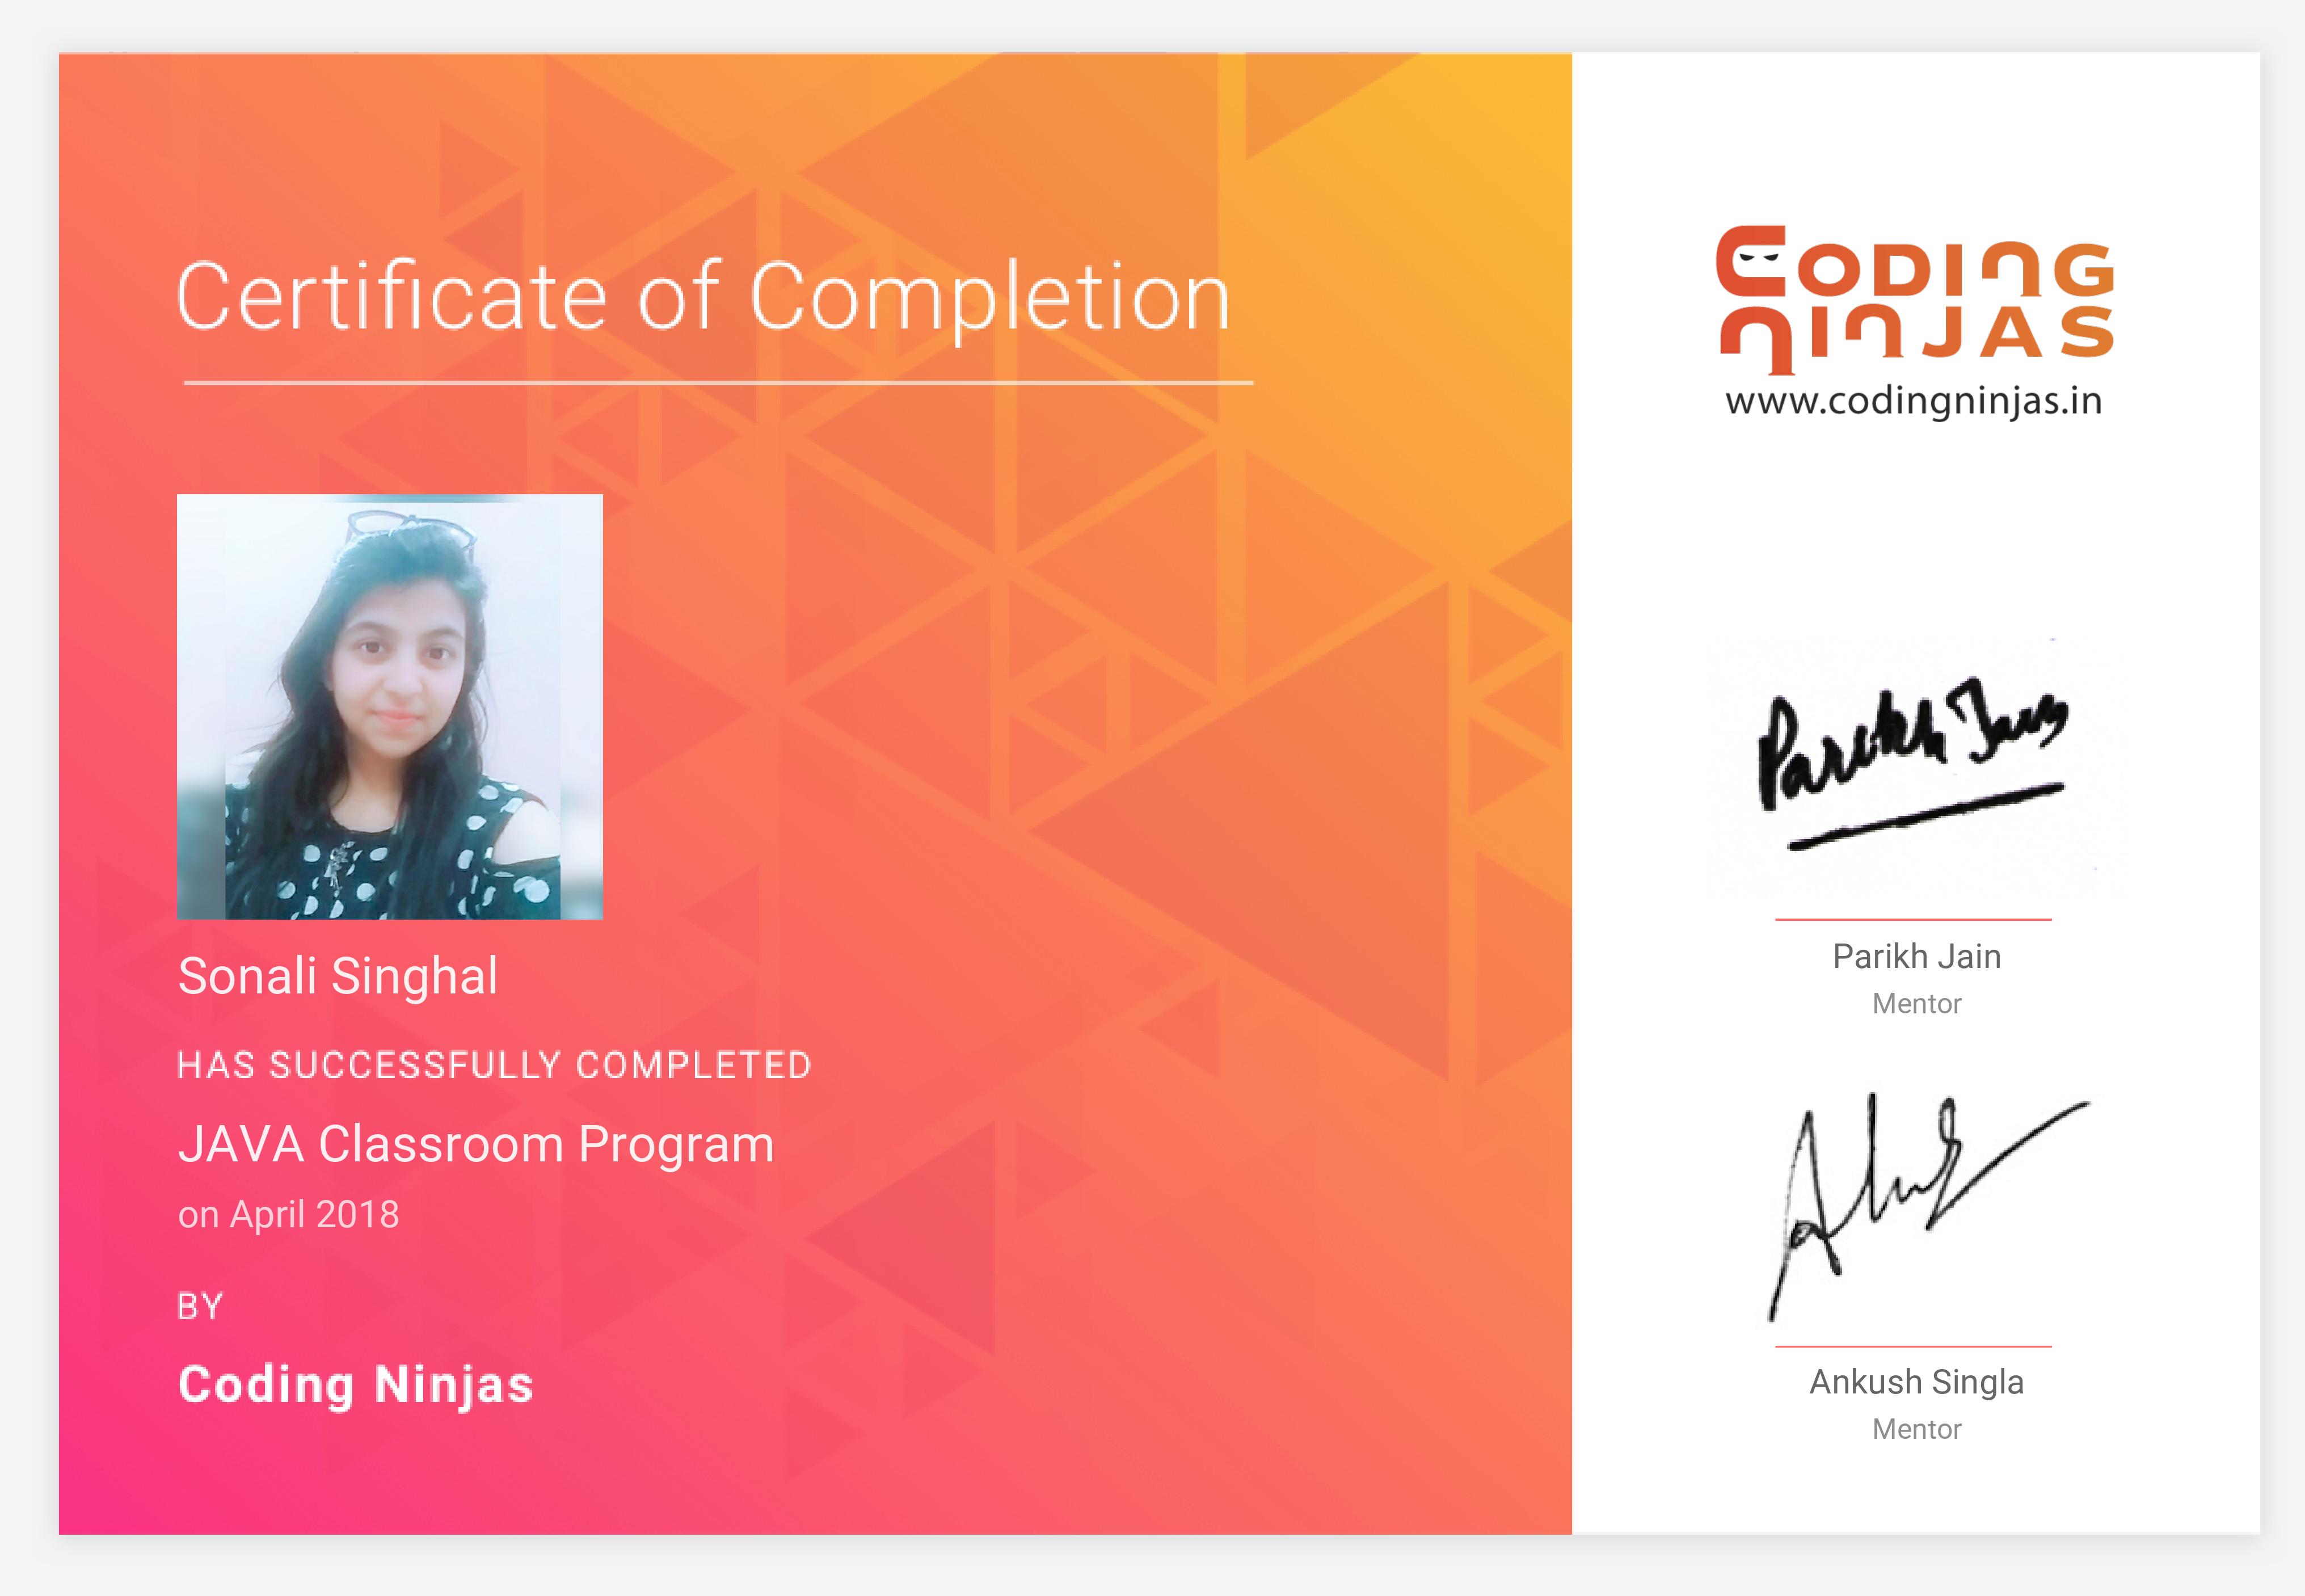 Certificate of Completion
Sonali Singhal
HAS SUCCESSFULLY COMPLETED
JAVA Classroom Program
on April 2018
BY
Coding Ninjas
CODING
NINJAS
www.codingninjas.in
Parikh Jain
Parikh Jain
Mentor
Ankush Singla
Mentor